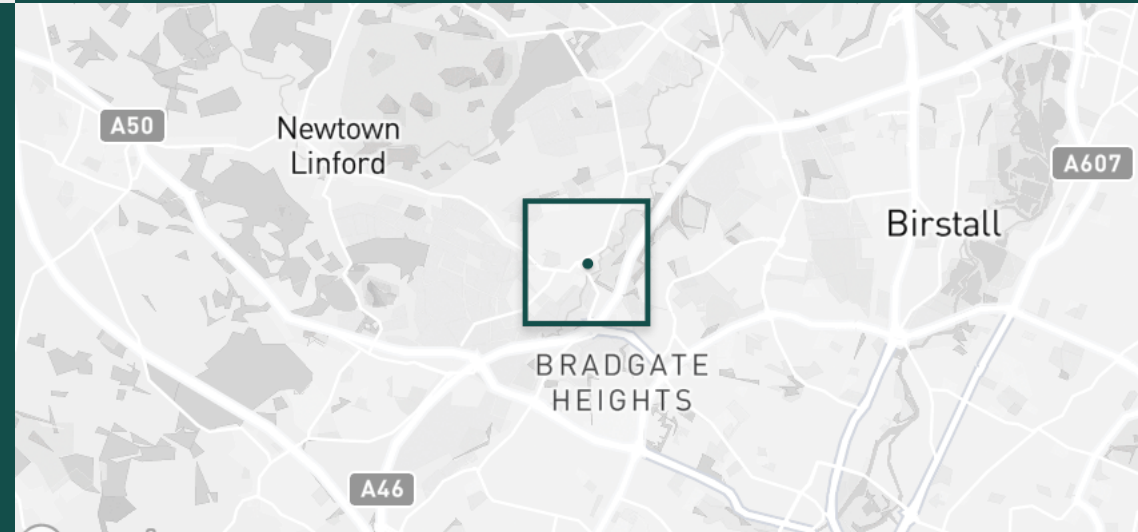 A50
Newtown
Linford
A607
Birstall
BRADGATE
HEIGHTS
A46